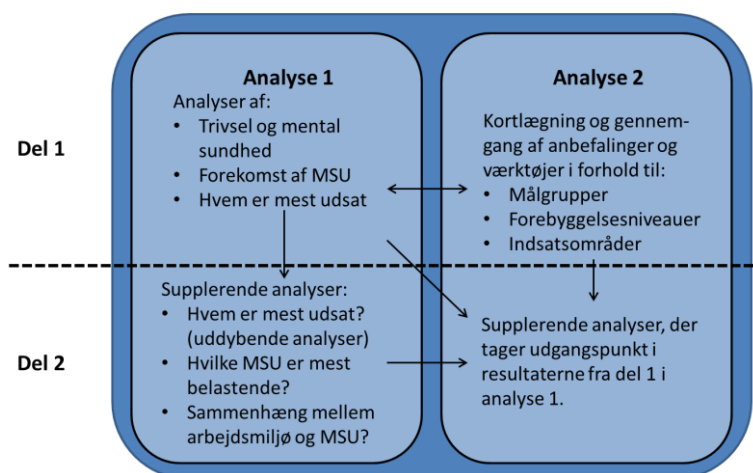 Del 1
Analyse 1
Analyser af:
• Trivsel og mental
sundhed
• Forekomst af MSU
• Hvem er mest udsat
Analyse 2
Kortlægning og gennem-
gang af anbefalinger og
værktøjer i forhold til:
• Målgrupper
• Forebyggelsesniveauer
• Indsatsområder
Del 2
Supplerende analyser:
• Hvem er mest udsat?
(uddybende analyser)
• Hvilke MSU er mest
belastende?
• Sammenhæng mellem
arbejdsmiljø og MSU?
Supplerende analyser, der
tager udgangspunkt i
resultaterne fra del 1 i
analyse 1.